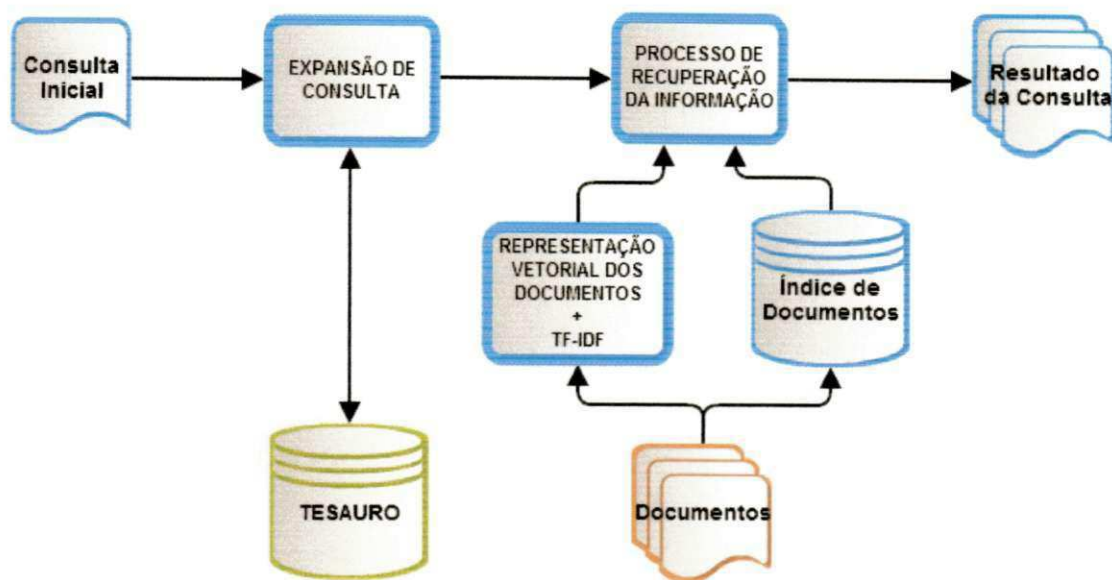 Consulta
Inicial
EXPANSÃO DE
CONSULTA
PROCESSO DE
RECUPERAÇÃO
DA INFORMAÇÃO
Resultado
da Consulta
REPRESENTAÇÃO
VETORIAL DOS
DOCUMENTOS
+
TF-IDF
Índice de
Documentos
TESAURO
Documentos